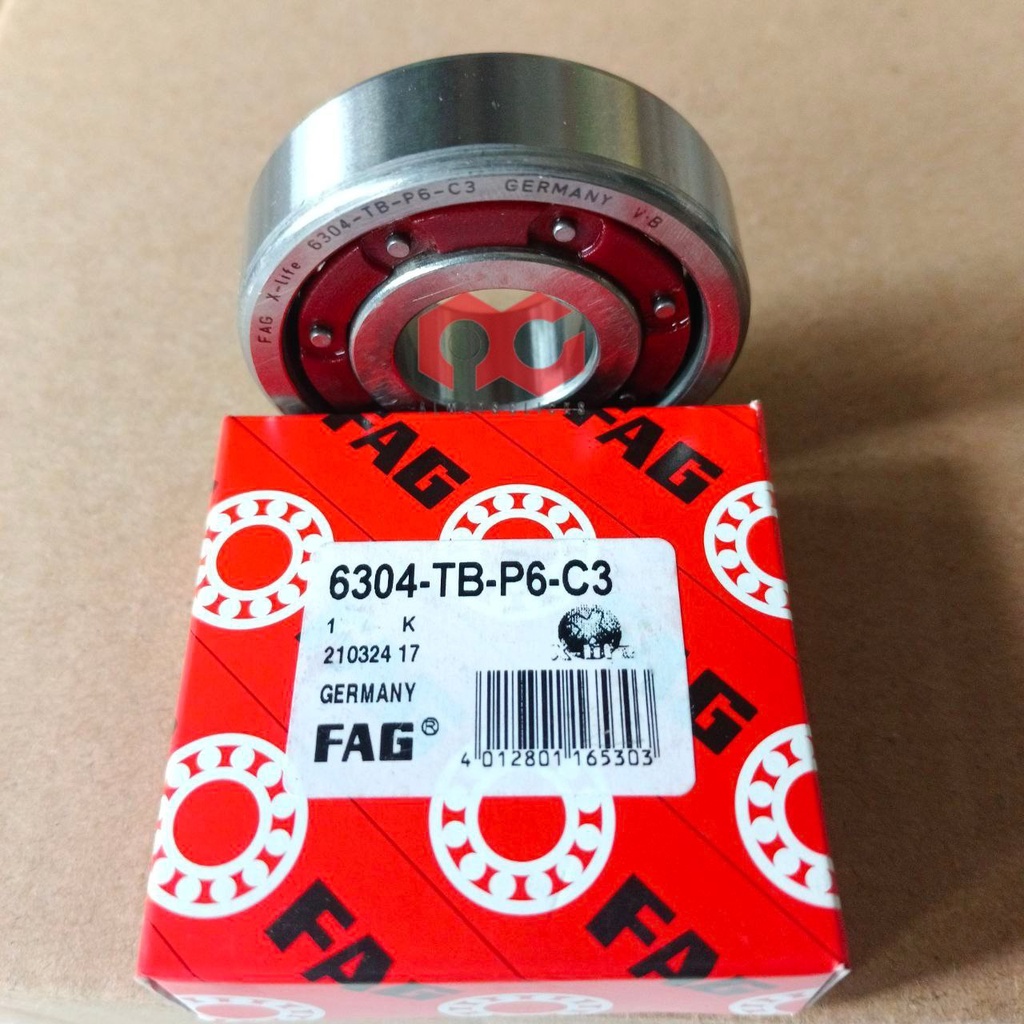 FAG X-life 6304-TB-P6-C3 GERMANY V-B
FAG
FAG
6304-TB-P6-C3
1 K
210324 17
X-life
GERMANY
FAG®
4 012801 165303
FAG
FAG
FAG